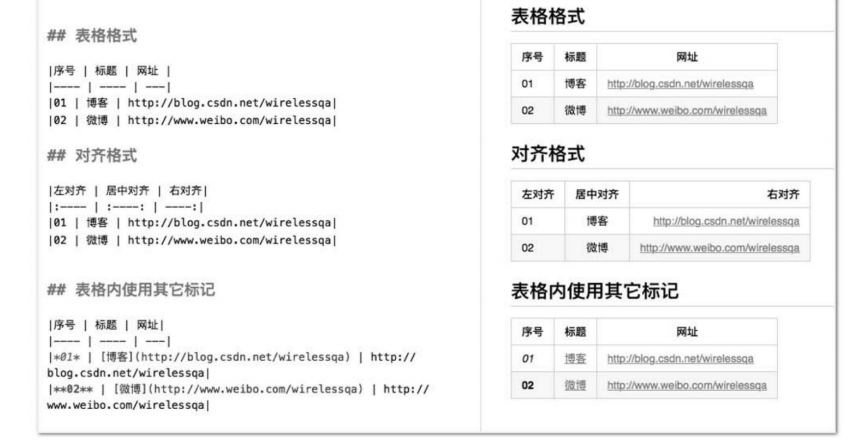 ## 表格格式
|序号 | 标题 | 网址 |
|---- | ---- | ---|
|01 | 博客 | http://blog.csdn.net/wirelessqa|
|02 | 微博 | http://www.weibo.com/wirelessqa|
## 对齐格式
|左对齐 | 居中对齐 | 右对齐|
|:---- | :----: | ----:|
|01 | 博客 | http://blog.csdn.net/wirelessqa|
|02 | 微博 | http://www.weibo.com/wirelessqa|
## 表格内使用其它标记
|序号 | 标题 | 网址|
|---- | ---- | ---|
|*01* | [博客](http://blog.csdn.net/wirelessqa) | http://
blog.csdn.net/wirelessqa|
|**02** | [微博](http://www.weibo.com/wirelessqa) | http://
www.weibo.com/wirelessqa|
表格格式
序号 标题 网址
01 博客 http://blog.csdn.net/wirelessqa
02 微博 http://www.weibo.com/wirelessqa
对齐格式
左对齐 居中对齐 右对齐
01 博客 http://blog.csdn.net/wirelessqa
02 微博 http://www.weibo.com/wirelessqa
表格内使用其它标记
序号 标题 网址
01 博客 http://blog.csdn.net/wirelessqa
02 微博 http://www.weibo.com/wirelessqa